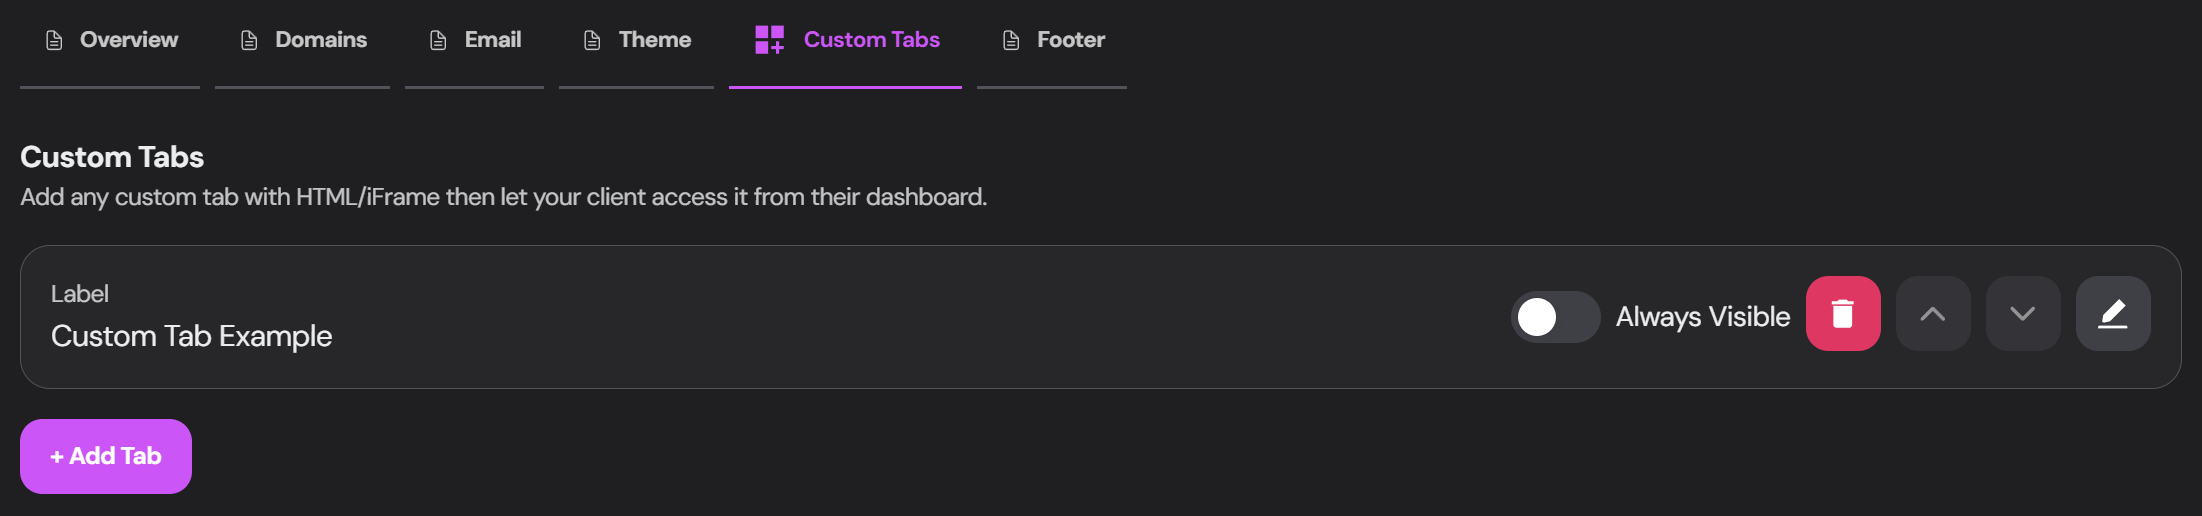 Overview Domains Email Theme Custom Tabs Footer
Custom Tabs
Add any custom tab with HTML/iFrame then let your client access it from their dashboard.
Label
Custom Tab Example
Always Visible
+ Add Tab